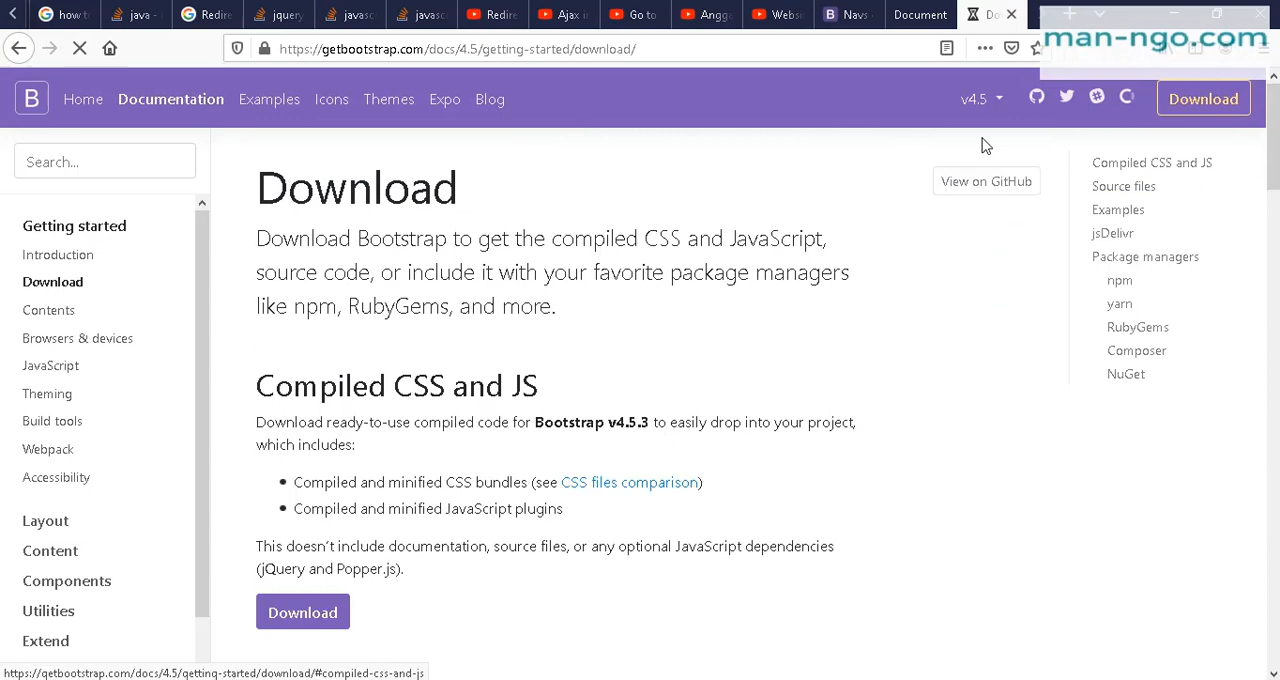 how t
java -
Redire
jquery
javasc
javasc
Redire
Ajax in
Go to
Angga
Websi
Navs
Document
Do
man-ngo.com
https://getbootstrap.com/docs/4.5/getting-started/download/
B Home Documentation Examples Icons Themes Expo Blog v4.5 Download
Search...
Getting started
Introduction
Download
Contents
Browsers & devices
JavaScript
Theming
Build tools
Webpack
Accessibility
Layout
Content
Components
Utilities
Extend
Download
View on GitHub
Download Bootstrap to get the compiled CSS and JavaScript,
source code, or include it with your favorite package managers
like npm, RubyGems, and more.
Compiled CSS and JS
Download ready-to-use compiled code for Bootstrap v4.5.3 to easily drop into your project,
which includes:
• Compiled and minified CSS bundles (see CSS files comparison)
• Compiled and minified JavaScript plugins
This doesn't include documentation, source files, or any optional JavaScript dependencies
(jQuery and Popper.js).
Download
Compiled CSS and JS
Source files
Examples
jsDelivr
Package managers
npm
yarn
RubyGems
Composer
NuGet
https://getbootstrap.com/docs/4.5/getting-started/download/#compiled-css-and-js